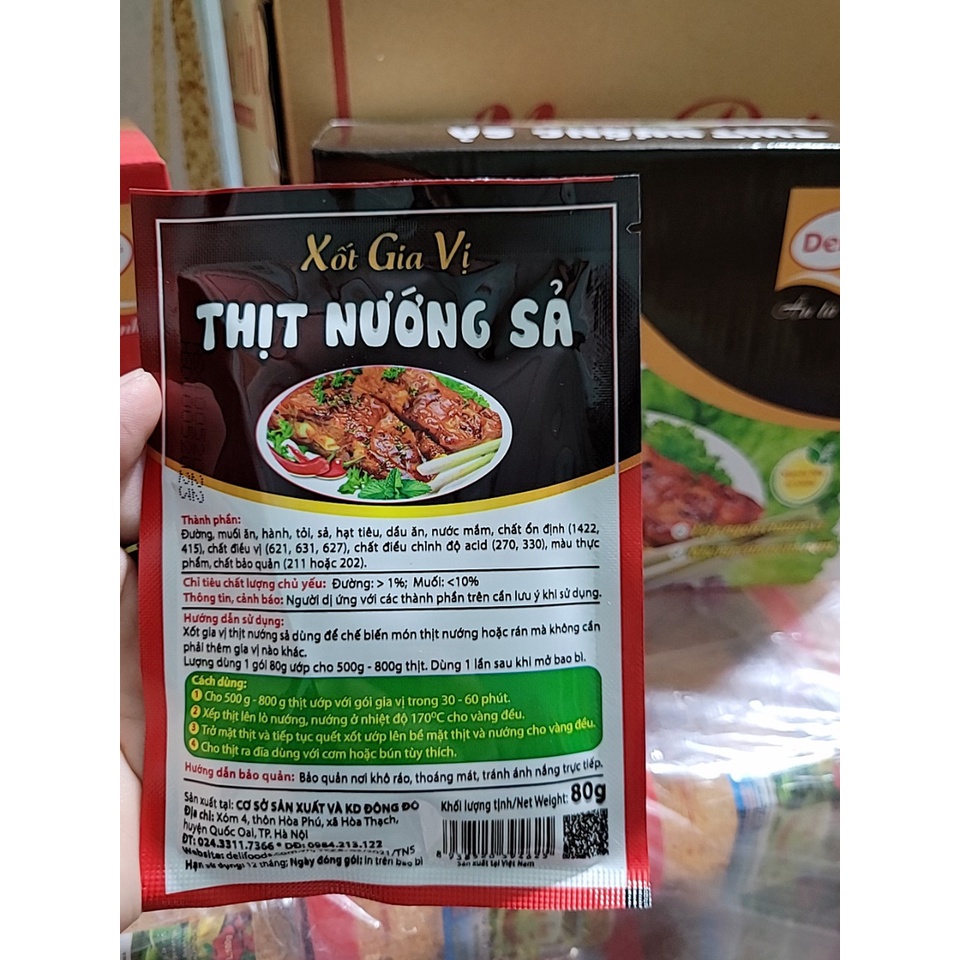 THỊT NƯỚNG SẢ
Xốt Gia Vị
THỊT NƯỚNG SẢ
Thành phần:
Đường, muối ăn, hành, tỏi, sả, hạt tiêu, dầu ăn, nước mắm, chất ổn định (1422,
415), chất điều vị (621, 631, 627), chất điều chỉnh độ acid (270, 330), màu thực
phẩm, chất bảo quản (211 hoặc 202).
Chỉ tiêu chất lượng chủ yếu: Đường: > 1%; Muối: <10%
Thông tin, cảnh báo: Người dị ứng với các thành phần trên cần lưu ý khi sử dụng.
Hướng dẫn sử dụng:
Xốt gia vị thịt nướng sả dùng để chế biến món thịt nướng hoặc rán mà không cần
phải thêm gia vị nào khác.
Lượng dùng 1 gói 80g ướp cho 500g - 800g thịt. Dùng 1 lần sau khi mở bao bì.
Cách dùng:
1 Cho 500 g - 800 g thịt ướp với gói gia vị trong 30 - 60 phút.
2 Xếp thịt lên lò nướng, nướng ở nhiệt độ 170°C cho vàng đều.
3 Trở mặt thịt và tiếp tục quết xốt ướp lên bề mặt thịt và nướng cho vàng đều.
4 Cho thịt ra đĩa dùng với cơm hoặc bún tùy thích.
Hướng dẫn bảo quản: Bảo quản nơi khô ráo, thoáng mát, tránh ánh nắng trực tiếp.
Sản xuất tại: CƠ SỞ SẢN XUẤT VÀ KD ĐÔNG ĐÔ
Địa chỉ: Xóm 4, thôn Hòa Phú, xã Hòa Thạch,
huyện Quốc Oai, TP. Hà Nội
ĐT: 024.3311.7366 * DĐ: 0984.213.122
Website: delifoods.com /2021/TNS
Hạn sử dụng: 12 tháng; Ngày đóng gói: in trên bao bì
Khối lượng tịnh/Net Weight: 80g
Sản xuất tại Việt Nam